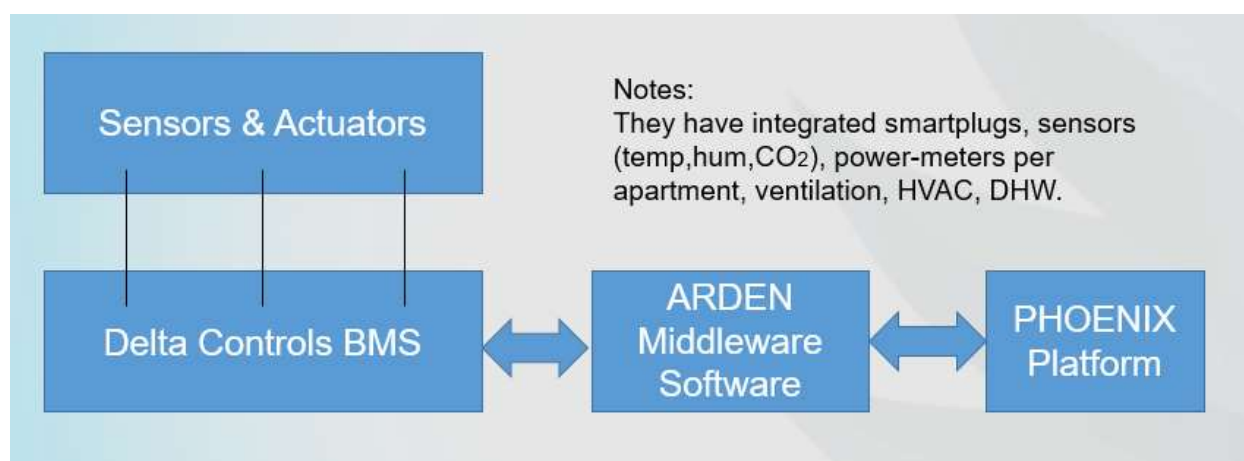 Sensors & Actuators
Notes:
They have integrated smartplugs, sensors
(temp,hum,CO2), power-meters per
apartment, ventilation, HVAC, DHW.
Delta Controls BMS
ARDEN
Middleware
Software
PHOENIX
Platform